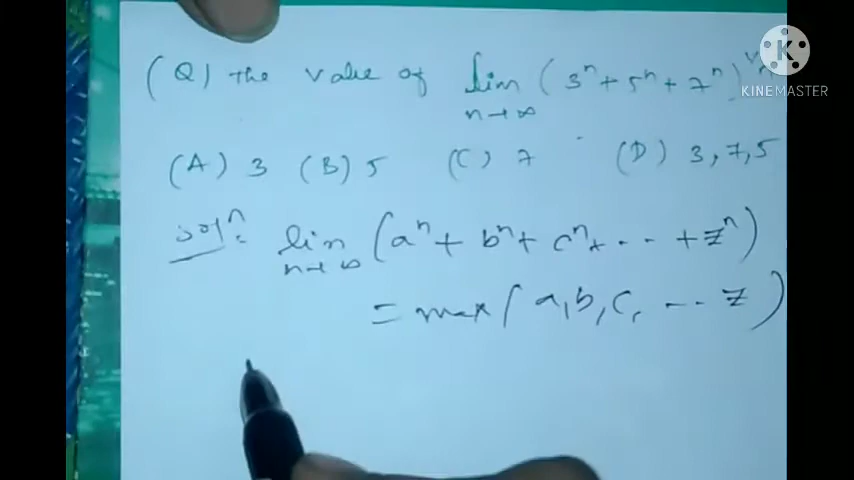 (Q) the value of lim (3ⁿ + 5ⁿ + 7ⁿ)^1/n
n→∞
(A) 3 (B) 5 (C) 7 (D) 3, 7, 5
Solⁿ: lim (aⁿ + bⁿ + cⁿ + ... + zⁿ)
n→∞
= max (a, b, c, ... z)
K
KINEMASTER